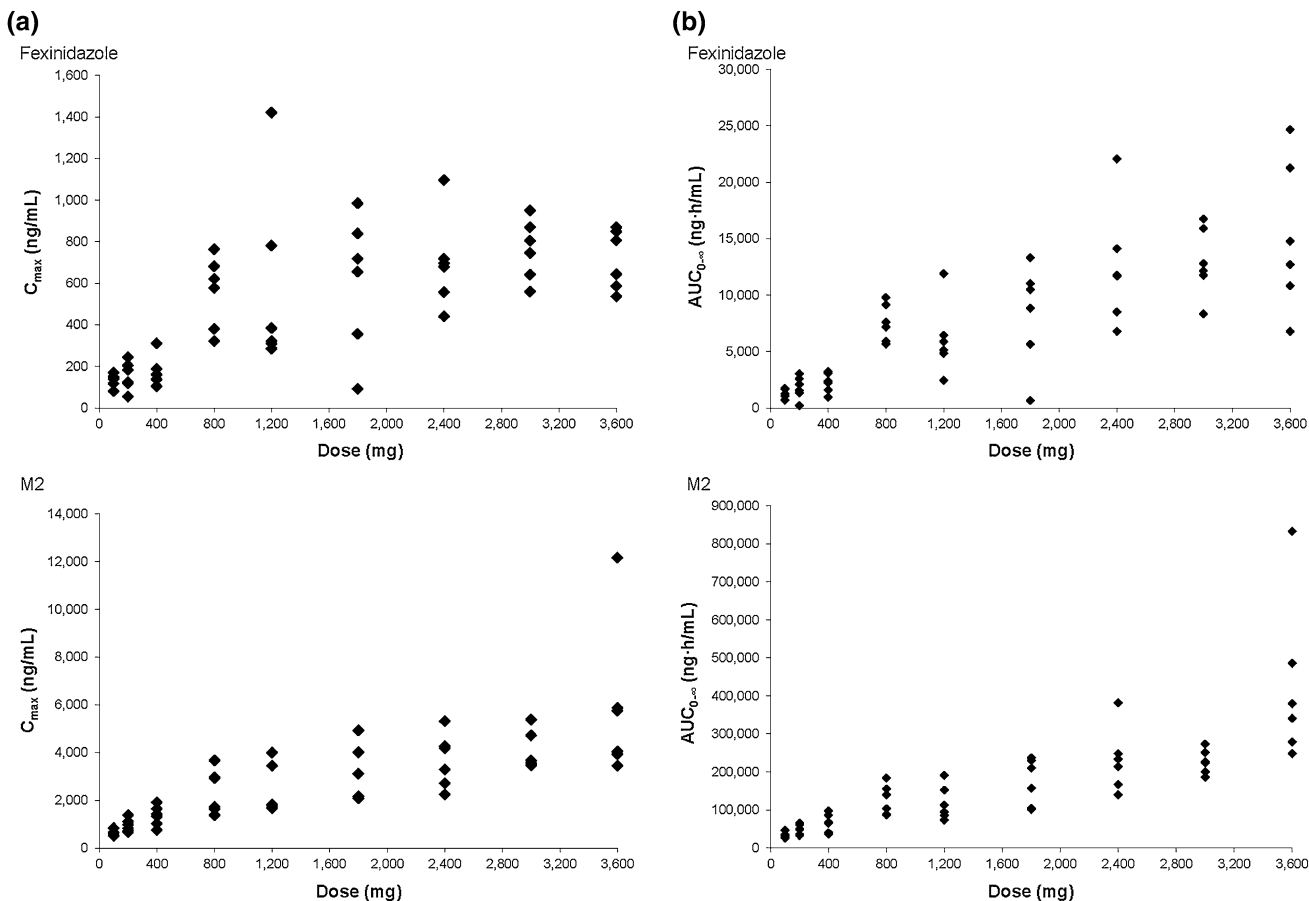 (a)
Fexinidazole
1,600
1,400
1,200
1,000
800
600
400
200
0
Cmax (ng/mL)
0 400 800 1,200 1,600 2,000 2,400 2,800 3,200 3,600
Dose (mg)
(b)
Fexinidazole
30,000
25,000
20,000
15,000
10,000
5,000
0
AUC0-∞ (ng·h/mL)
0 400 800 1,200 1,600 2,000 2,400 2,800 3,200 3,600
Dose (mg)
M2
14,000
12,000
10,000
8,000
6,000
4,000
2,000
0
Cmax (ng/mL)
0 400 800 1,200 1,600 2,000 2,400 2,800 3,200 3,600
Dose (mg)
M2
900,000
800,000
700,000
600,000
500,000
400,000
300,000
200,000
100,000
0
AUC0-∞ (ng·h/mL)
0 400 800 1,200 1,600 2,000 2,400 2,800 3,200 3,600
Dose (mg)